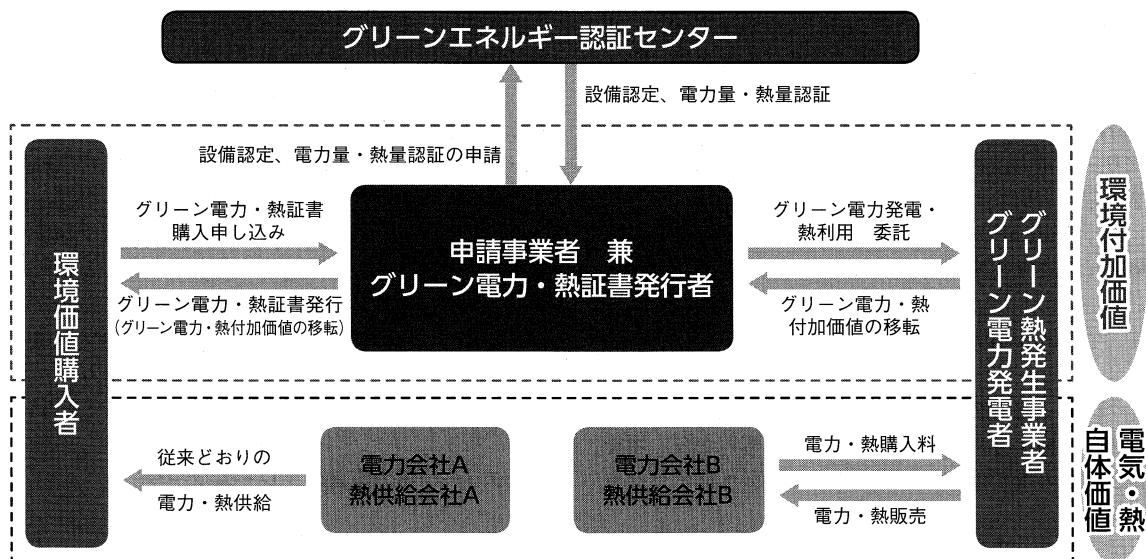 グリーンエネルギー認証センター
設備認定、電力量・熱量認証
設備認定、電力量・熱量認証の申請
環境価値購入者
グリーン電力・熱証書
購入申し込み
グリーン電力・熱証書発行
(グリーン電力・熱付加価値の移転)
申請事業者 兼
グリーン電力・熱証書発行者
グリーン電力発電・
熱利用 委託
グリーン電力・熱
付加価値の移転
グリーン熱発生事業者
グリーン電力発電者
環境付加価値
従来どおりの
電力・熱供給
電力会社A
熱供給会社A
電力会社B
熱供給会社B
電力・熱購入料
電力・熱販売
電気・熱
自体価値